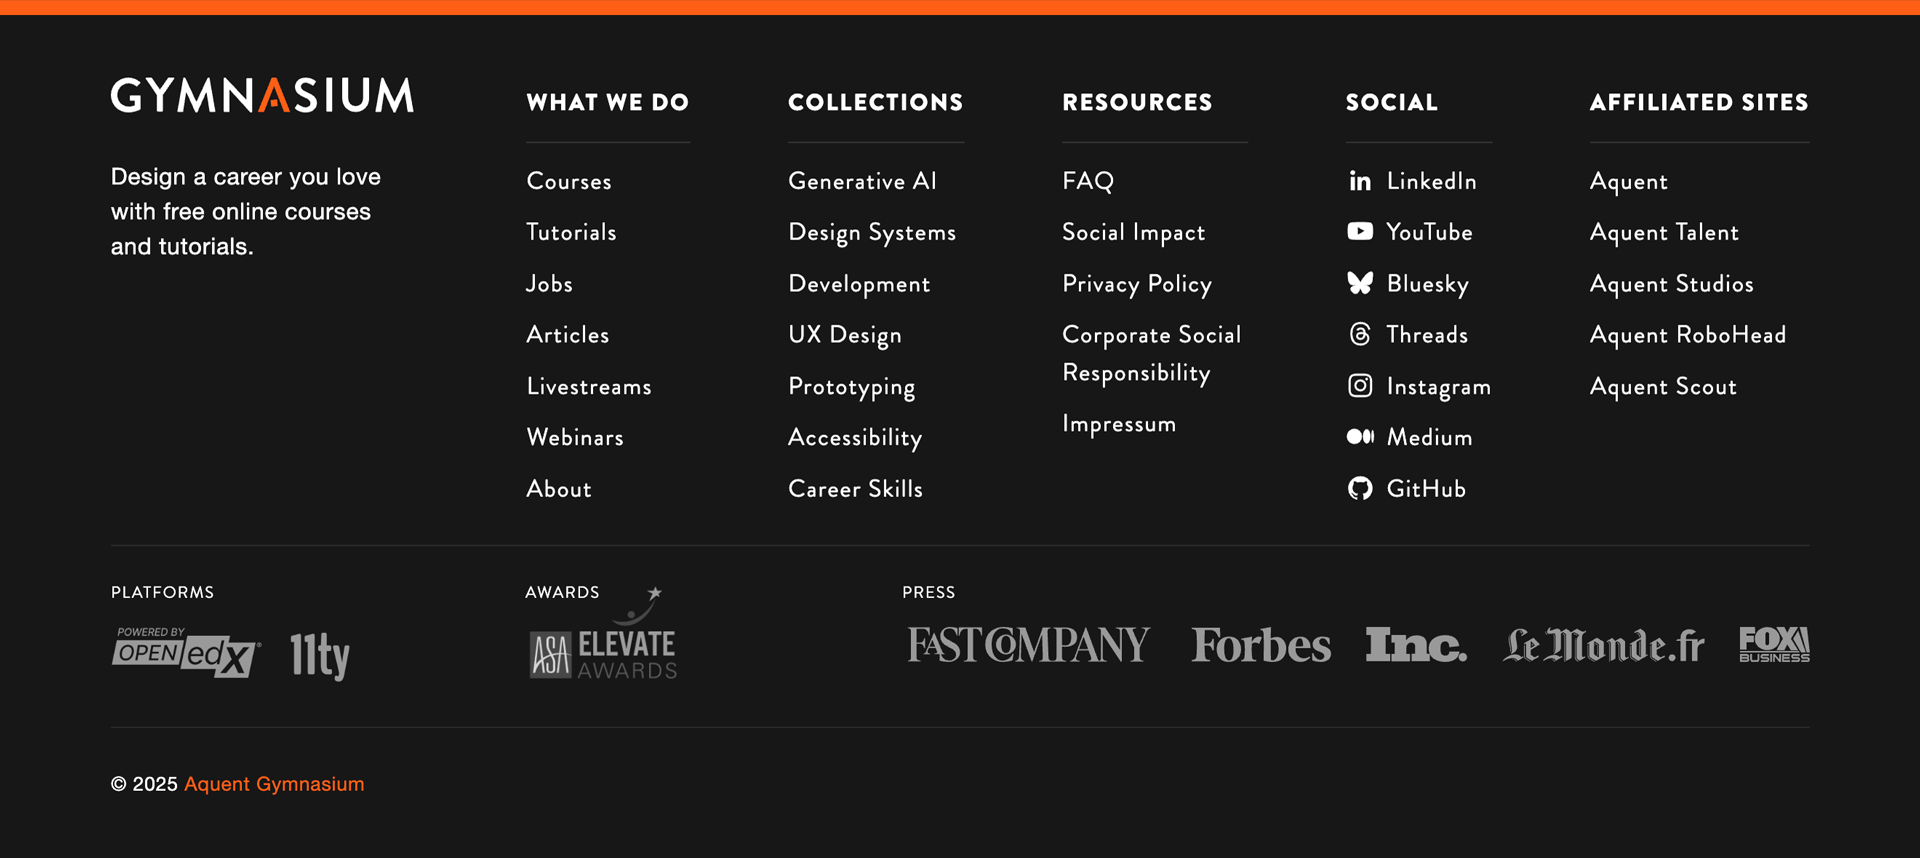 GYMNASIUM
Design a career you love
with free online courses
and tutorials.
WHAT WE DO
Courses
Tutorials
Jobs
Articles
Livestreams
Webinars
About
COLLECTIONS
Generative AI
Design Systems
Development
UX Design
Prototyping
Accessibility
Career Skills
RESOURCES
FAQ
Social Impact
Privacy Policy
Corporate Social
Responsibility
Impressum
SOCIAL
in LinkedIn
YouTube
Bluesky
Threads
Instagram
Medium
GitHub
AFFILIATED SITES
Aquent
Aquent Talent
Aquent Studios
Aquent RoboHead
Aquent Scout
PLATFORMS
POWERED BY
OPEN edX®
11ty
AWARDS
ASA ELEVATE
AWARDS
PRESS
FAST COMPANY
Forbes
Inc.
Le Monde.fr
FOX
BUSINESS
© 2025 Aquent Gymnasium